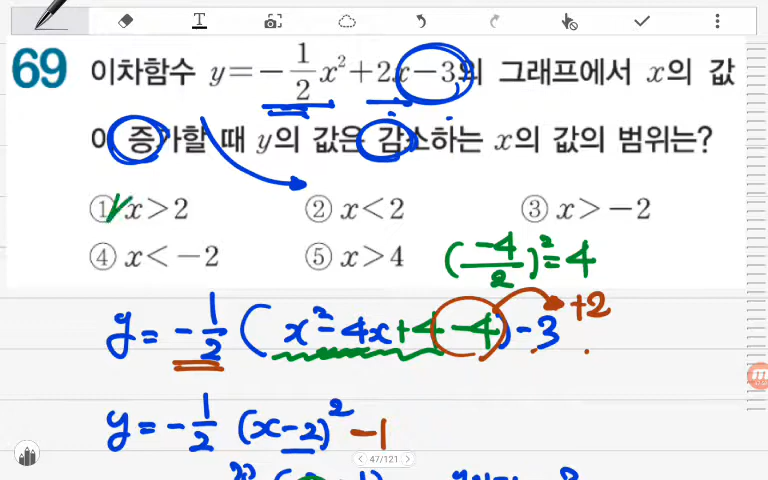 69 이차함수 y=-1/2x²+2x-3의 그래프에서 x의 값
이 증가할 때 y의 값은 감소하는 x의 값의 범위는?
① x>2 ② x<2 ③ x>-2
④ x<-2 ⑤ x>4
(-4/2)²=4
y=-1/2(x²-4x+4-4)-3+2
y=-1/2(x-2)²-1
47/121